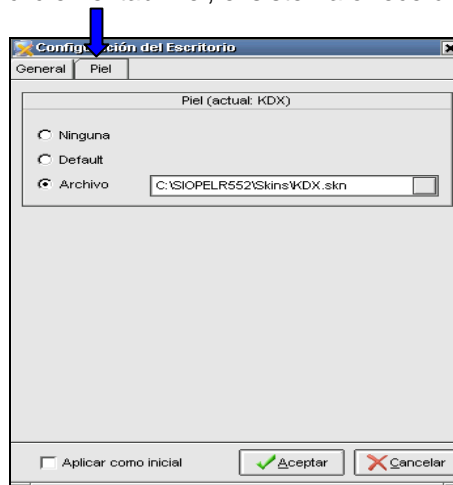 Configuración del Escritorio
General Piel
Piel (actual: KDX)
Ninguna
Default
Archivo C:\SIOPELR552\Skins\KDX.skn
Aplicar como inicial Aceptar Cancelar